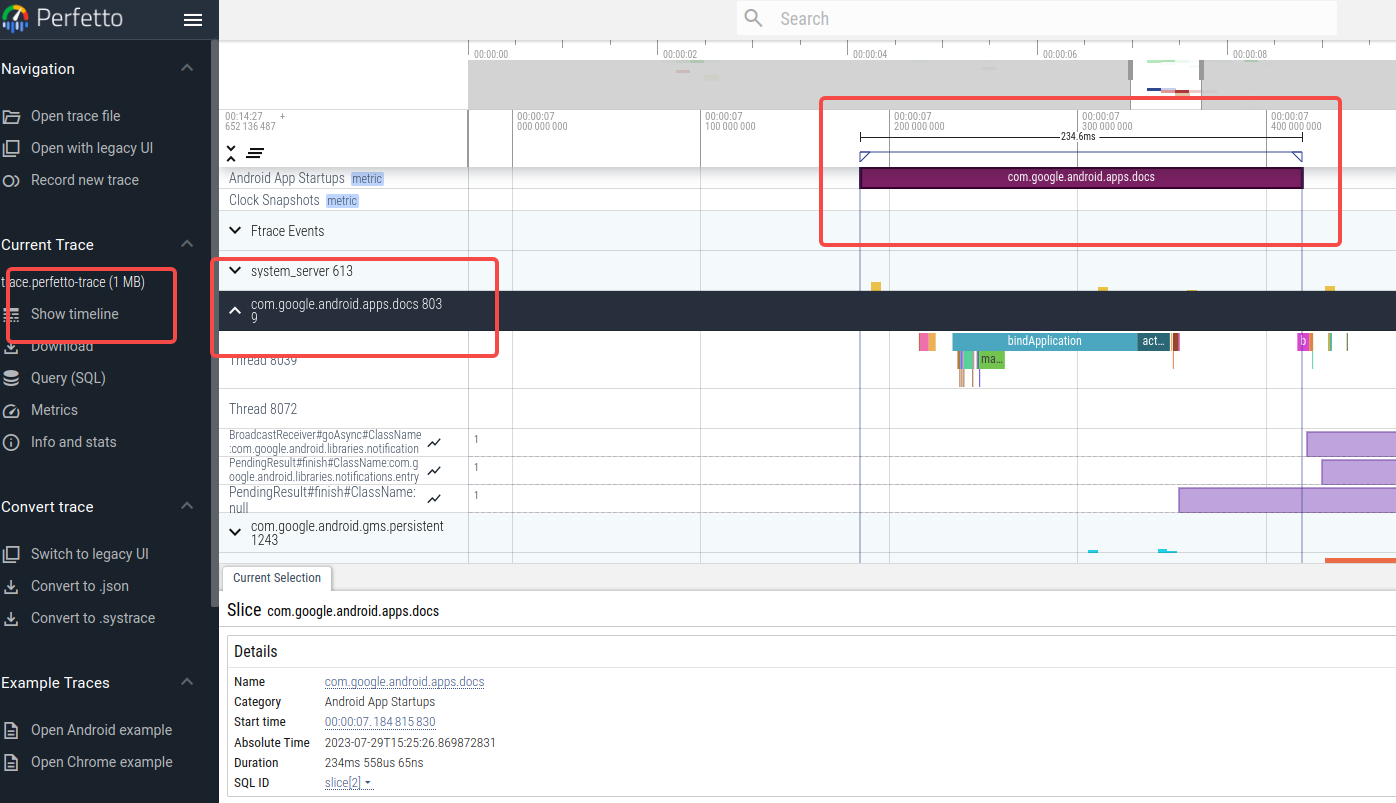 Perfetto
Search
Navigation
Open trace file
Open with legacy UI
Record new trace
Current Trace
trace.perfetto-trace (1 MB)
Show timeline
Download
Query (SQL)
Metrics
Info and stats
Convert trace
Switch to legacy UI
Convert to .json
Convert to .systrace
Example Traces
Open Android example
Open Chrome example
00:00:00
00:00:02
00:00:04
00:00:06
00:00:08
00:14:27 +
652 136 487
00:00:07
000 000 000
00:00:07
100 000 000
00:00:07
200 000 000
00:00:07
300 000 000
00:00:07
400 000 000
234.6ms
Android App Startups metric
com.google.android.apps.docs
Clock Snapshots metric
Ftrace Events
system_server 613
com.google.android.apps.docs 803
9
Thread 8039
bindApplication
act...
b
ma...
Thread 8072
BroadcastReceiver#goAsync#ClassName
:com.google.android.libraries.notification
1
PendingResult#finish#ClassName:com.g
oogle.android.libraries.notifications.entry
1
PendingResult#finish#ClassName:
null
1
com.google.android.gms.persistent
1243
Current Selection
Slice com.google.android.apps.docs
Details
Name com.google.android.apps.docs
Category Android App Startups
Start time 00:00:07.184 815 830
Absolute Time 2023-07-29T15:25:26.869872831
Duration 234ms 558us 65ns
SQL ID slice[2]